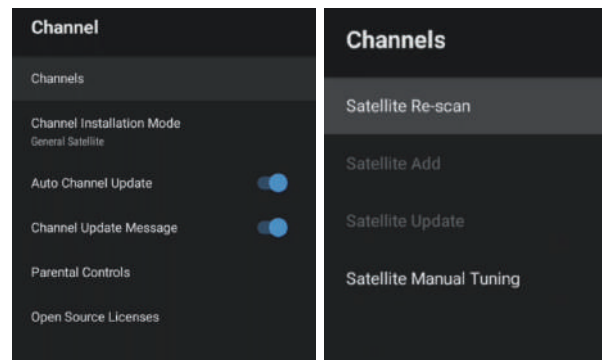 Channel
Channels
Channel Installation Mode
General Satellite
Auto Channel Update
Channel Update Message
Parental Controls
Open Source Licenses
Channels
Satellite Re-scan
Satellite Add
Satellite Update
Satellite Manual Tuning